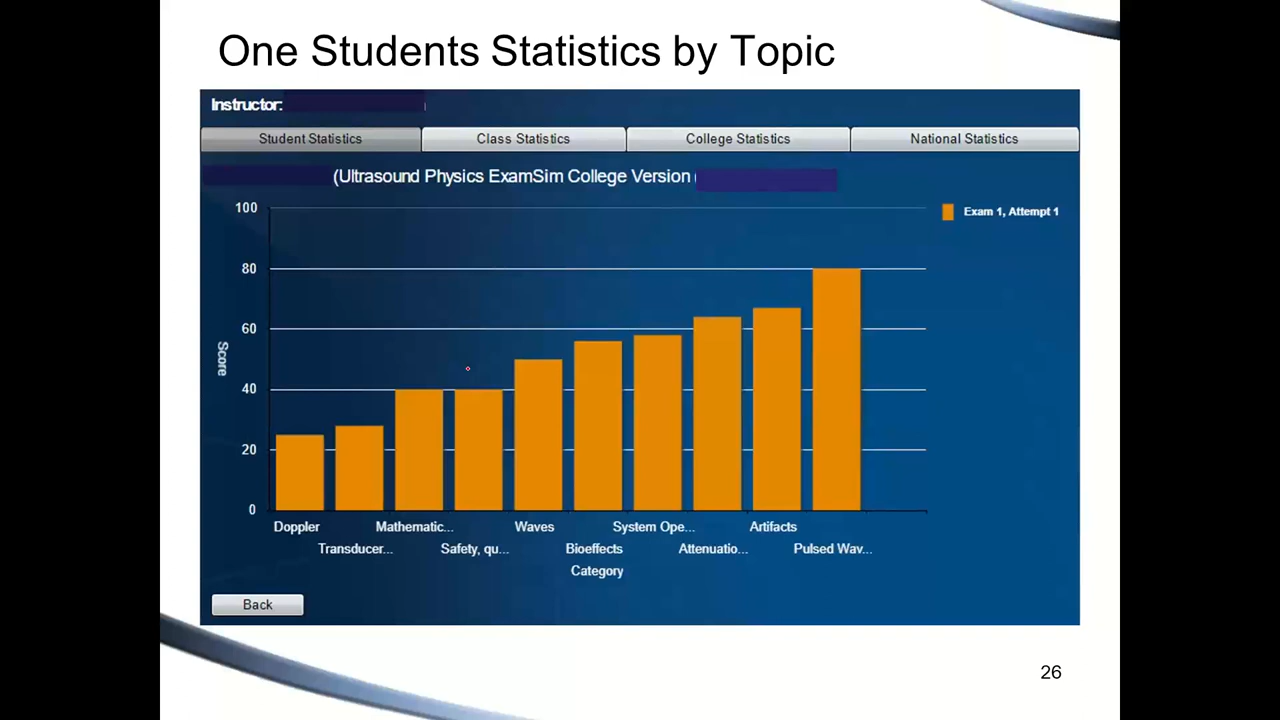 One Students Statistics by Topic
Instructor:
Student Statistics
Class Statistics
College Statistics
National Statistics
(Ultrasound Physics ExamSim College Version (
100
80
60
40
20
0
Score
Exam 1, Attempt 1
Doppler
Transducer...
Mathematic...
Safety, qu...
Waves
Bioeffects
System Ope...
Attenuatio...
Artifacts
Pulsed Wav...
Category
Back
26